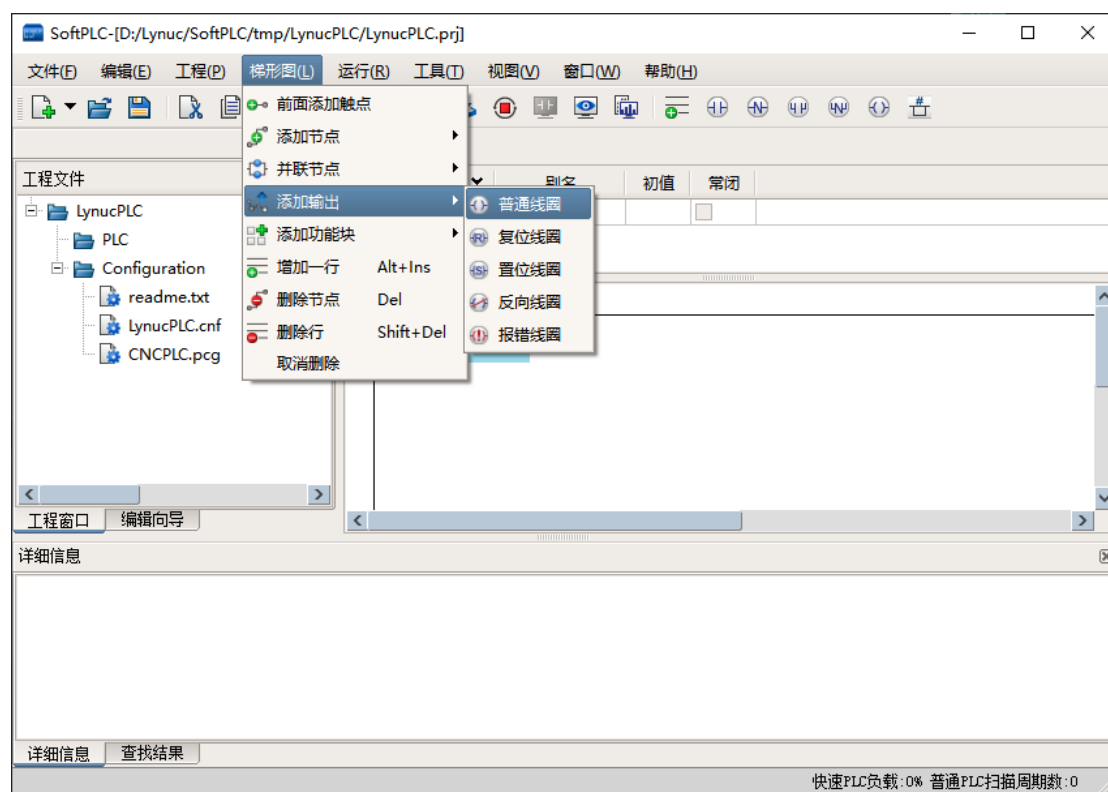 SoftPLC-[D:/Lynuc/SoftPLC/tmp/LynucPLC/LynucPLC.prj]
文件(F) 编辑(E) 工程(P) 梯形图(L) 运行(R) 工具(T) 视图(V) 窗口(W) 帮助(H)
前面添加触点
添加节点
并联节点
添加输出
添加功能块
增加一行 Alt+Ins
删除节点 Del
删除行 Shift+Del
取消删除
普通线圈
复位线圈
置位线圈
反向线圈
报错线圈
工程文件
别名 初值 常闭
LynucPLC
PLC
Configuration
readme.txt
LynucPLC.cnf
CNCPLC.pcg
工程窗口 编辑向导
详细信息
详细信息 查找结果
快速PLC负载:0% 普通PLC扫描周期数:0